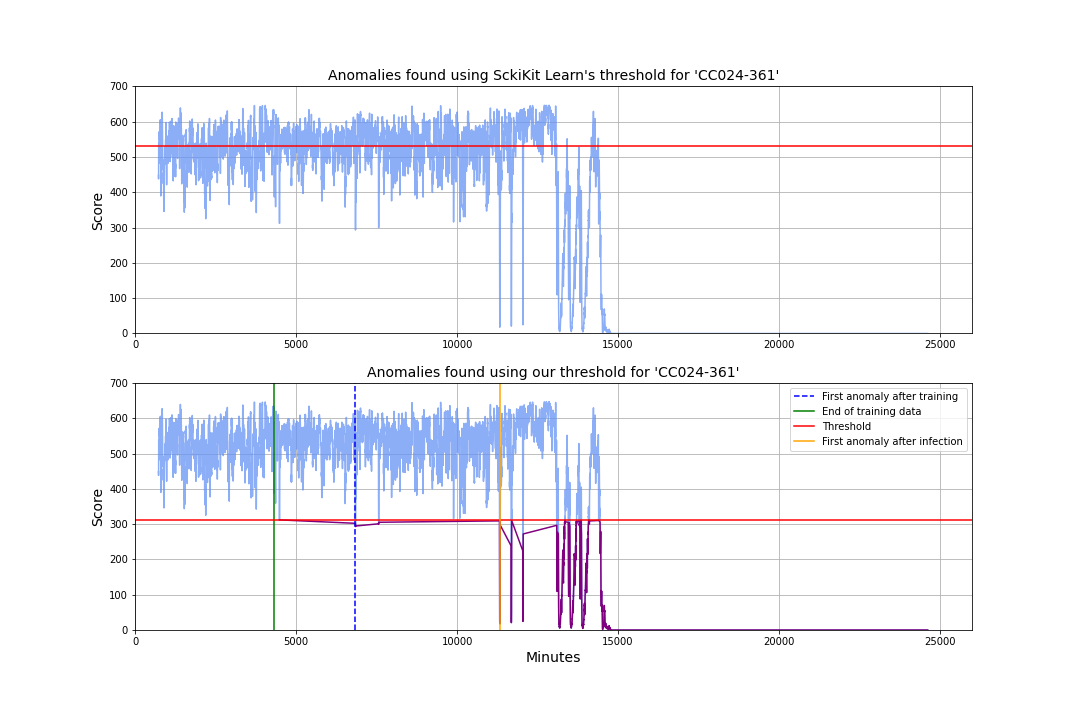 Anomalies found using SckiKit Learn's threshold for 'CC024-361'
700
600
500
400
300
200
100
0
Score
0 5000 10000 15000 20000 25000
Anomalies found using our threshold for 'CC024-361'
700
600
500
400
300
200
100
0
Score
First anomaly after training
End of training data
Threshold
First anomaly after infection
0 5000 10000 15000 20000 25000
Minutes